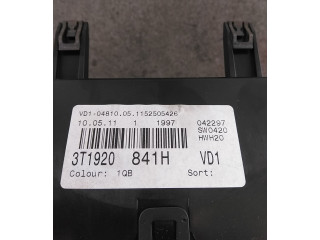 VD1-04810.05.1152505426
10.05.11 1 1997 042297
SW0420
HWH20
3T1920 841H VD1
Colour: 1QB Sort: